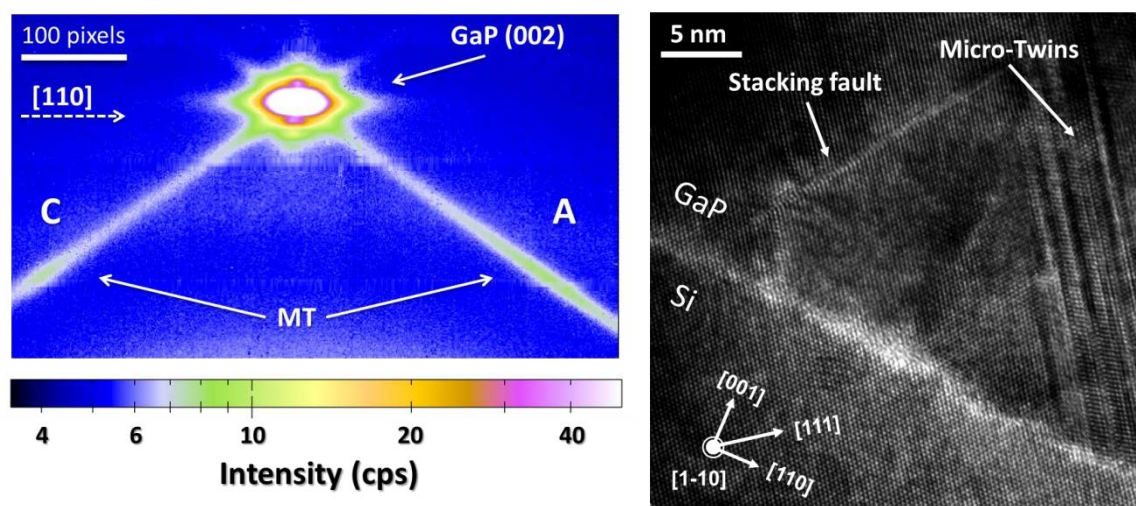 100 pixels
GaP (002)
[110]
C
A
MT
4 6 10 20 40
Intensity (cps)
5 nm
Micro-Twins
Stacking fault
GaP
Si
[001]
[111]
[110]
[1-10]